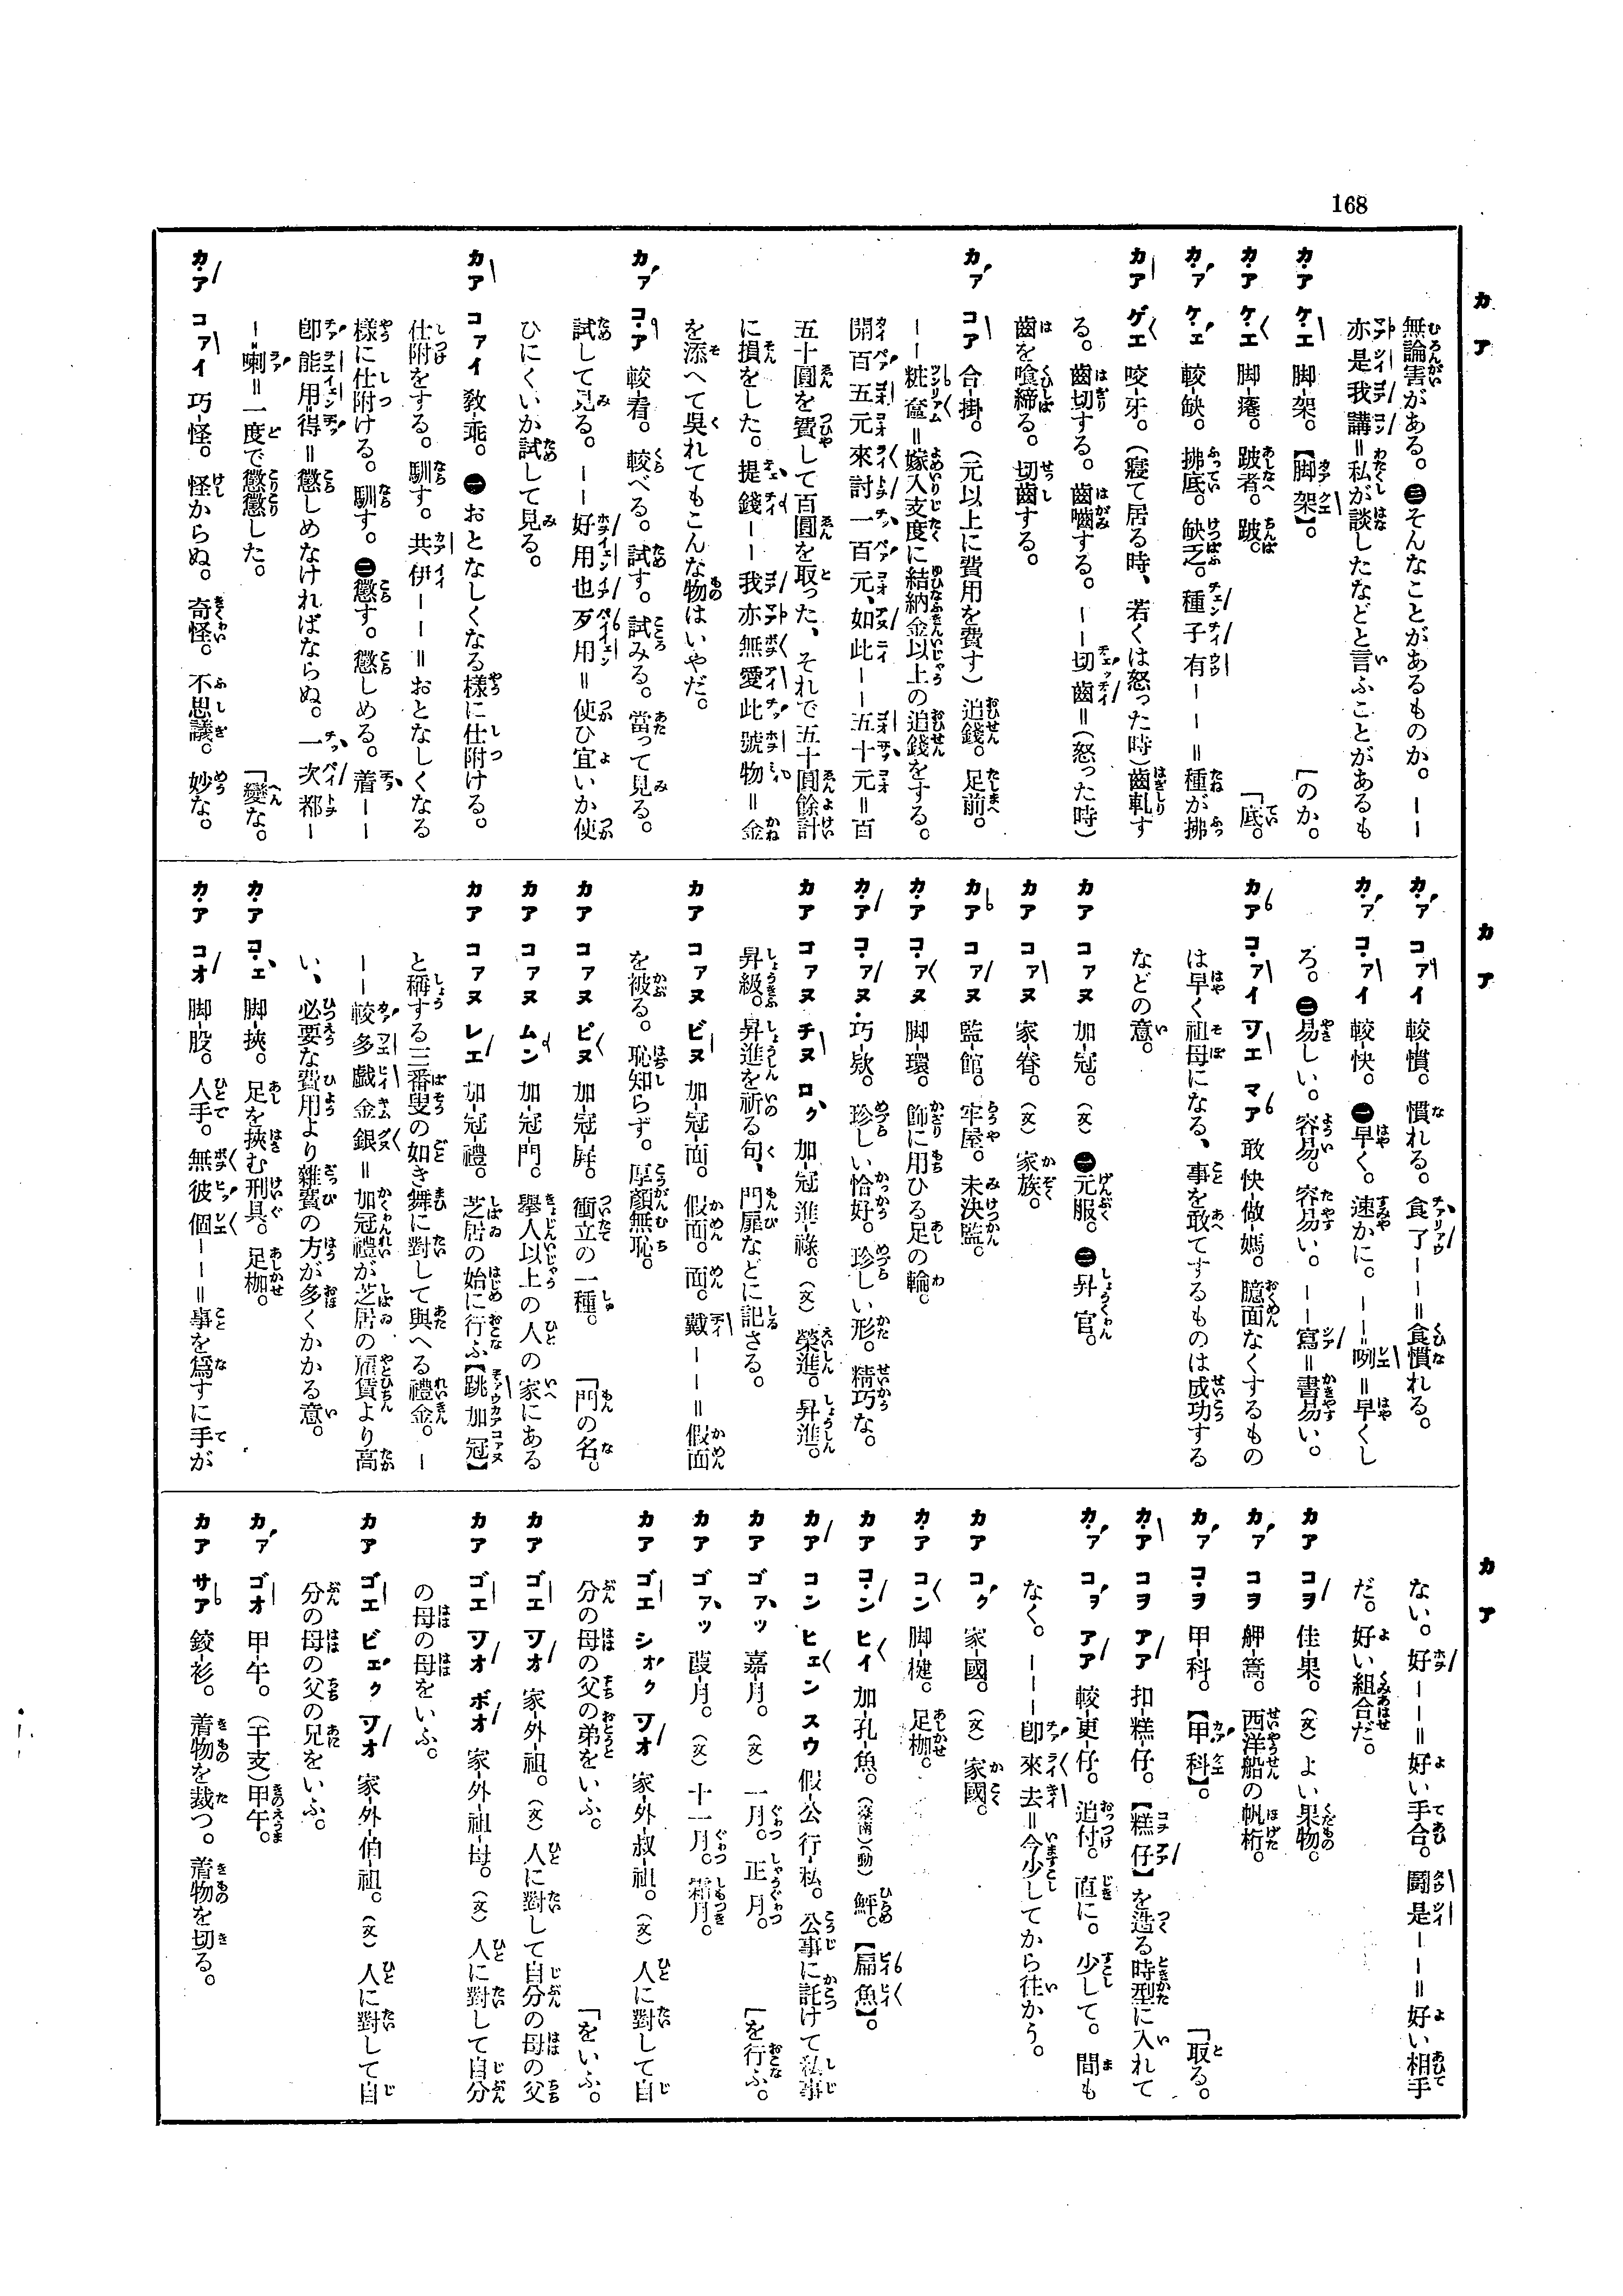 168
カア
無論害がある。㊂そんなことがあるものか。――
亦是我講＝私が談したなどと言ふことがあるも
カア ケエ 脚-架。【脚架】。 「のか。
カア ケエ 脚-瘸。 跛者。跛。
カア ケエ 較-缺。 拂底。缺乏。種子有――＝種が拂 「底。
カア ゲエ 咬-牙。(寢て居る時、若くは怒った時)齒軋す
る。齒切する。齒嚙する。――切齒＝(怒った時)
齒を喰締る。切齒する。
カア コア 合-掛。(元以上に費用を費す)追錢。足前。
――粧奩＝嫁入支度に結納金以上の追錢をする。
開百五元來討一百元、如此――五十元＝百
五十圓を費して百圓を取った、それで五十圓餘計
に損をした。提錢――我亦無愛此號物＝金
を添へて吳れてもこんな物はいやだ。
カア コア 較-看。較べる。試す。試みる。當って見る。
試して見る。――好用也歹用＝使ひ宜いか使
ひにくいか試して見る。
カア コァイ 教-乖。㊀おとなしくなる樣に仕附ける。
仕附をする。馴す。共伊――＝おとなしくなる
樣に仕附ける。馴す。㊁懲す。懲しめる。着――
卽能用得＝懲しめなければならぬ。一次都―
―喇＝一度で懲懲した。
カア コァイ 巧-怪。怪からぬ。奇怪。不思議。妙な。 「變な。
カア
カア コァイ 較-慣。慣れる。食了――＝食慣れる。
カア コァイ 較-快。㊀早く。速かに。――咧＝早くし
ろ。㊁易しい。容易。容易い。――寫＝書易い。
カア コァイ ツエ マア 敢快-做-媽。臆面なくするもの
は早く祖母になる、事を敢てするものは成功する
などの意。
カア コァヌ 加-冠。(文)㊀元服。㊁昇官。
カア コァヌ 家-眷。(文)家族。
カア コァヌ 監-館。牢屋。未決監。
カア コァヌ 脚-環。飾に用ひる足の輪。
カア コァヌ 巧-欵。珍しい恰好。珍しい形。精巧な。
カア コァヌ チヌ ロク 加-冠進-祿。(文)榮進。昇進。
昇級。昇進を祈る句、門扉などに記さる。
カア コァヌ ビヌ 加-冠-面。假面。面。戴――＝假面
を被る。恥知らず。厚顏無恥。
カア コァヌ ピヌ 加-冠-屛。衝立の一種。
カア コァヌ ムン 加-冠-門。擧人以上の人の家にある 「門の名。
カア コァヌ レエ 加-冠-禮。芝居の始に行ふ【跳加冠】
と稱する三番叟の如き舞に對して與へる禮金。―
―較多戲金銀＝加冠禮が芝居の雇賃より高
い、必要な費用より雜費の方が多くかかる意。
カア コエ 脚-挾。足を挾む刑具。足枷。
カア コオ 脚-股。人手。無彼個――＝事を爲すに手が
カア
ない。好――＝好い手合。鬪是――＝好い相手
だ。好い組合だ。
カア コヲ 佳-果。(文)よい果物。
カア コヲ 舺-篙。西洋船の帆桁。
カア コヲ 甲-科。【甲科】。
カア コヲ アア 扣-糕-仔。【糕仔】を造る時型に入れて 「取る。
カア コヲ アア 較-東-仔。追付。直に。少して。間も
なく。――卽來去＝今少してから往かう。
カア コク 家-國。(文)家國。
カア コン 脚-槤。足枷。
カア コン ヒイ 加-孔-魚。(臺南)(動)鮃。【扁魚】。
カア コン ヒェン スウ 假-公行-私。公事に託けて私事
カア ゴァッ 嘉-月。(文)一月。正月。 「を行ふ。
カア ゴァッ 葭-月。(文)十一月。霜月。
カア ゴエ シォク ツオ 家-外-叔-祖。(文)人に對して自
分の母の父の弟をいふ。
カア ゴエ ツオ 家-外-祖。(文)人に對して自分の母の父 「をいふ。
カア ゴエ ツオ ボオ 家-外-祖-母。(文)人に對して自分
の母の母をいふ。
カア ゴエ ピェク ツオ 家-外-伯-祖。(文)人に對して自
分の母の父の兄をいふ。
カア ゴオ 甲-午。(干支)甲午。
カア サア 鉸-衫。着物を裁つ。着物を切る。